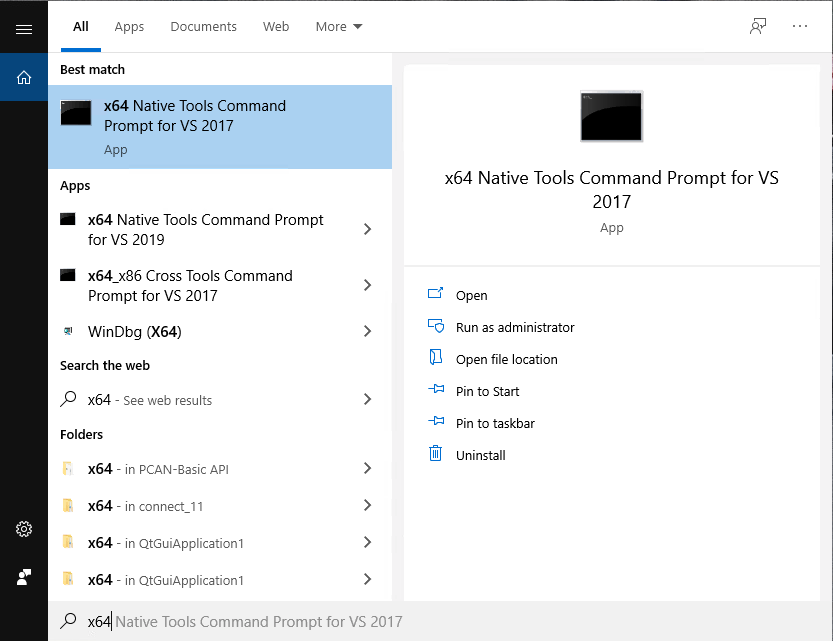 All Apps Documents Web More
Best match
x64 Native Tools Command
Prompt for VS 2017
App
Apps
x64 Native Tools Command Prompt
for VS 2019
x64_x86 Cross Tools Command
Prompt for VS 2017
WinDbg (X64)
Search the web
x64 - See web results
Folders
x64 - in PCAN-Basic API
x64 - in connect_11
x64 - in QtGuiApplication1
x64 - in QtGuiApplication1
x64 Native Tools Command Prompt for VS
2017
App
Open
Run as administrator
Open file location
Pin to Start
Pin to taskbar
Uninstall
x64 Native Tools Command Prompt for VS 2017